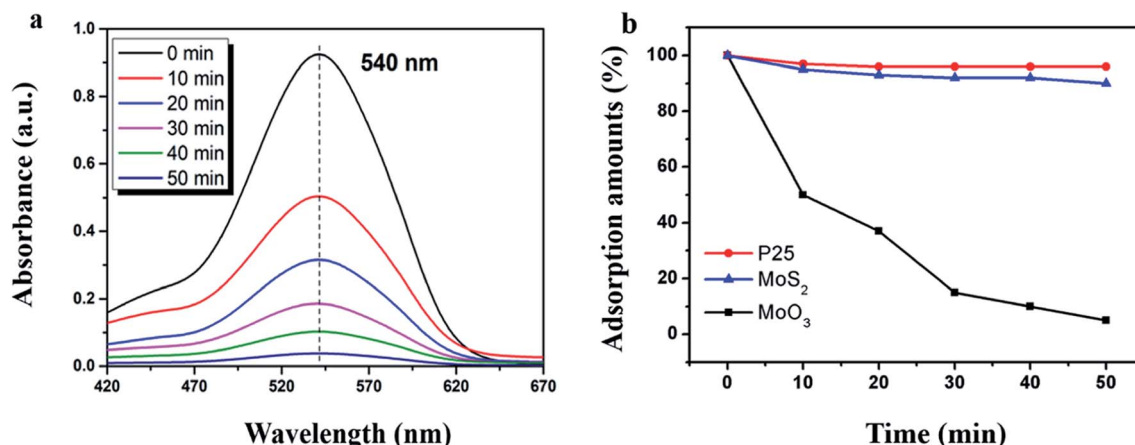 a
1.0
0.8
0.6
0.4
0.2
0.0
Absorbance (a.u.)
0 min
10 min
20 min
30 min
40 min
50 min
540 nm
420 470 520 570 620 670
Wavelength (nm)
b
100
80
60
40
20
0
Adsorption amounts (%)
P25
MoS₂
MoO₃
0 10 20 30 40 50
Time (min)